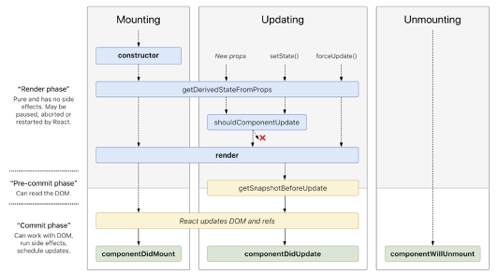 Mounting
Updating
Unmounting
constructor
New props
setState()
forceUpdate()
"Render phase"
Pure and has no side
effects. May be
paused, aborted or
restarted by React.
getDerivedStateFromProps
shouldComponentUpdate
render
"Pre-commit phase"
Can read the DOM.
getSnapshotBeforeUpdate
"Commit phase"
Can work with DOM,
run side effects,
schedule updates.
React updates DOM and refs
componentDidMount
componentDidUpdate
componentWillUnmount